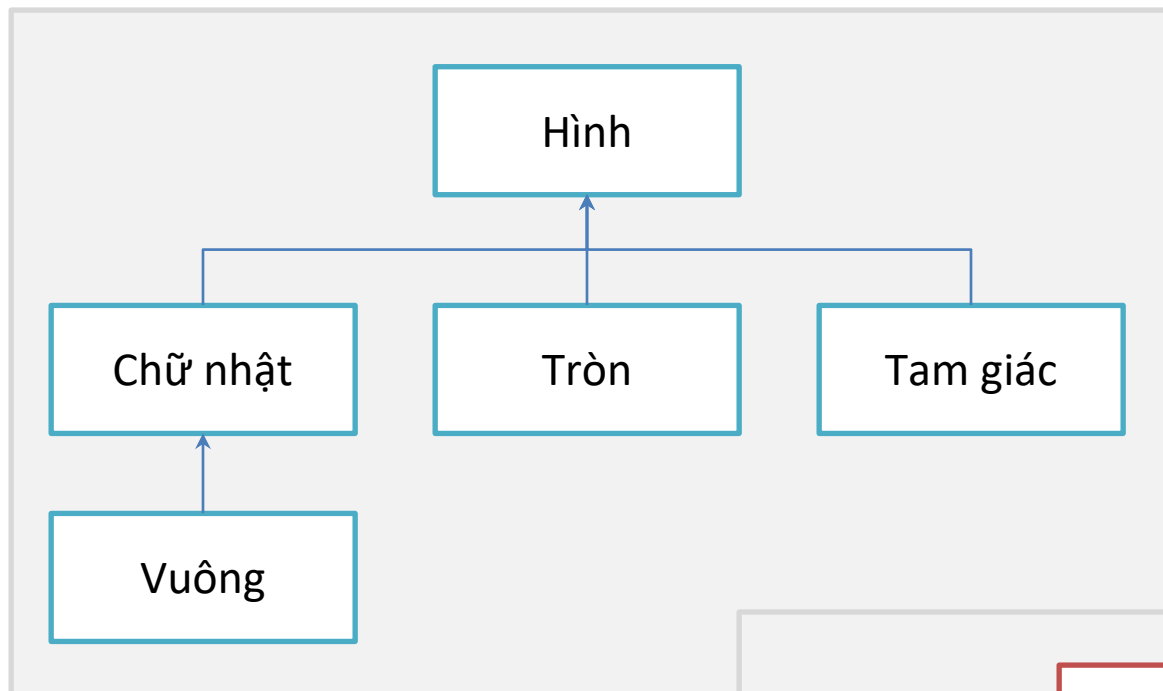 Hình
Chữ nhật
Tròn
Tam giác
Vuông